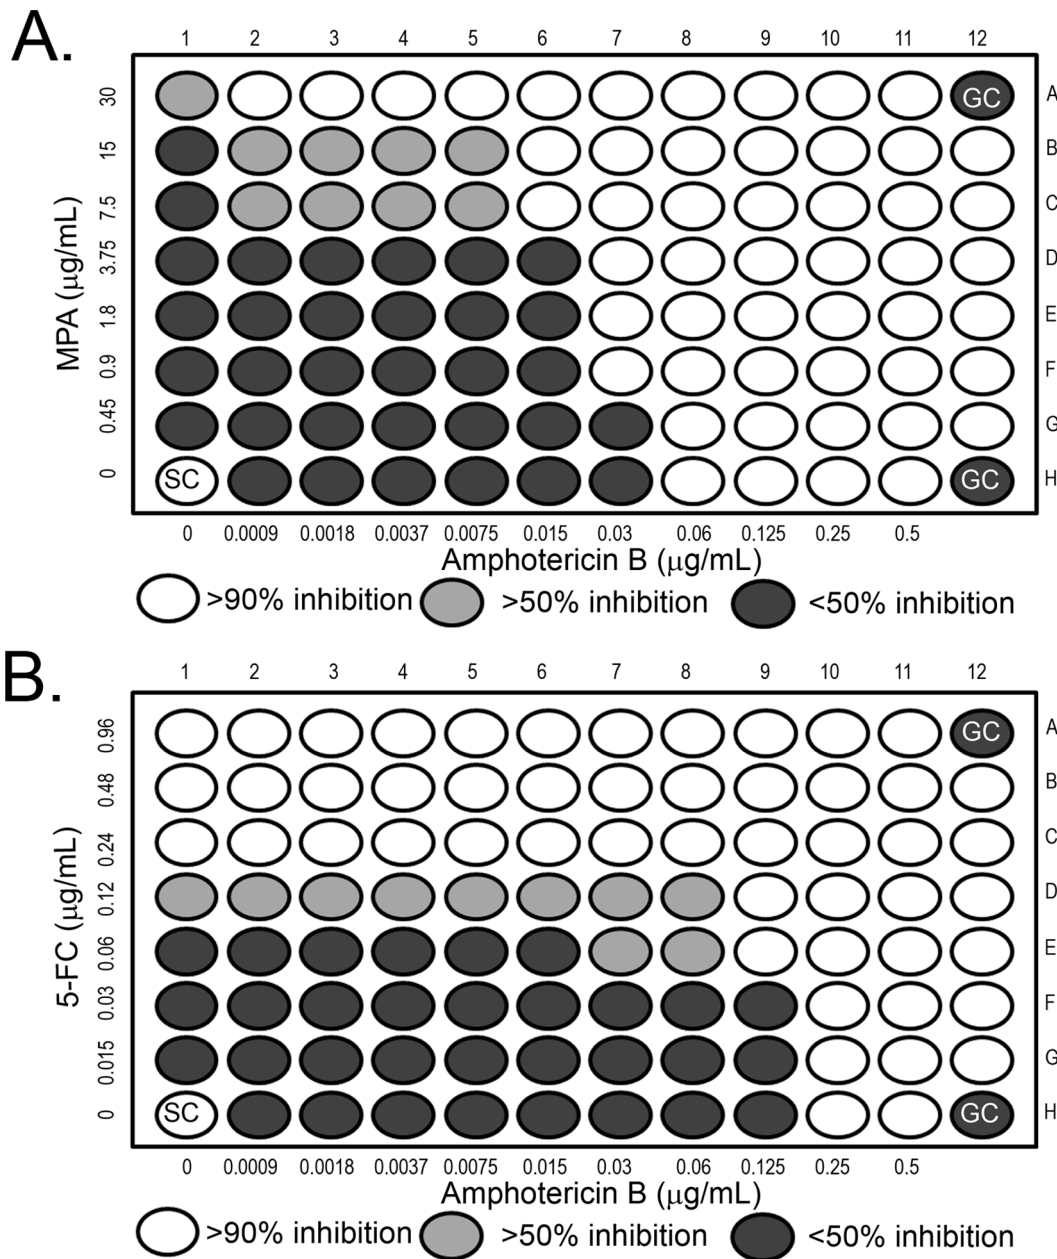 A.
1 2 3 4 5 6 7 8 9 10 11 12
MPA (μg/mL)
30 GC A
15 B
7.5 C
3.75 D
1.8 E
0.9 F
0.45 G
0 SC GC H
0 0.0009 0.0018 0.0037 0.0075 0.015 0.03 0.06 0.125 0.25 0.5
Amphotericin B (μg/mL)
>90% inhibition >50% inhibition <50% inhibition
B.
1 2 3 4 5 6 7 8 9 10 11 12
5-FC (μg/mL)
0.96 GC A
0.48 B
0.24 C
0.12 D
0.06 E
0.03 F
0.015 G
0 SC GC H
0 0.0009 0.0018 0.0037 0.0075 0.015 0.03 0.06 0.125 0.25 0.5
Amphotericin B (μg/mL)
>90% inhibition >50% inhibition <50% inhibition